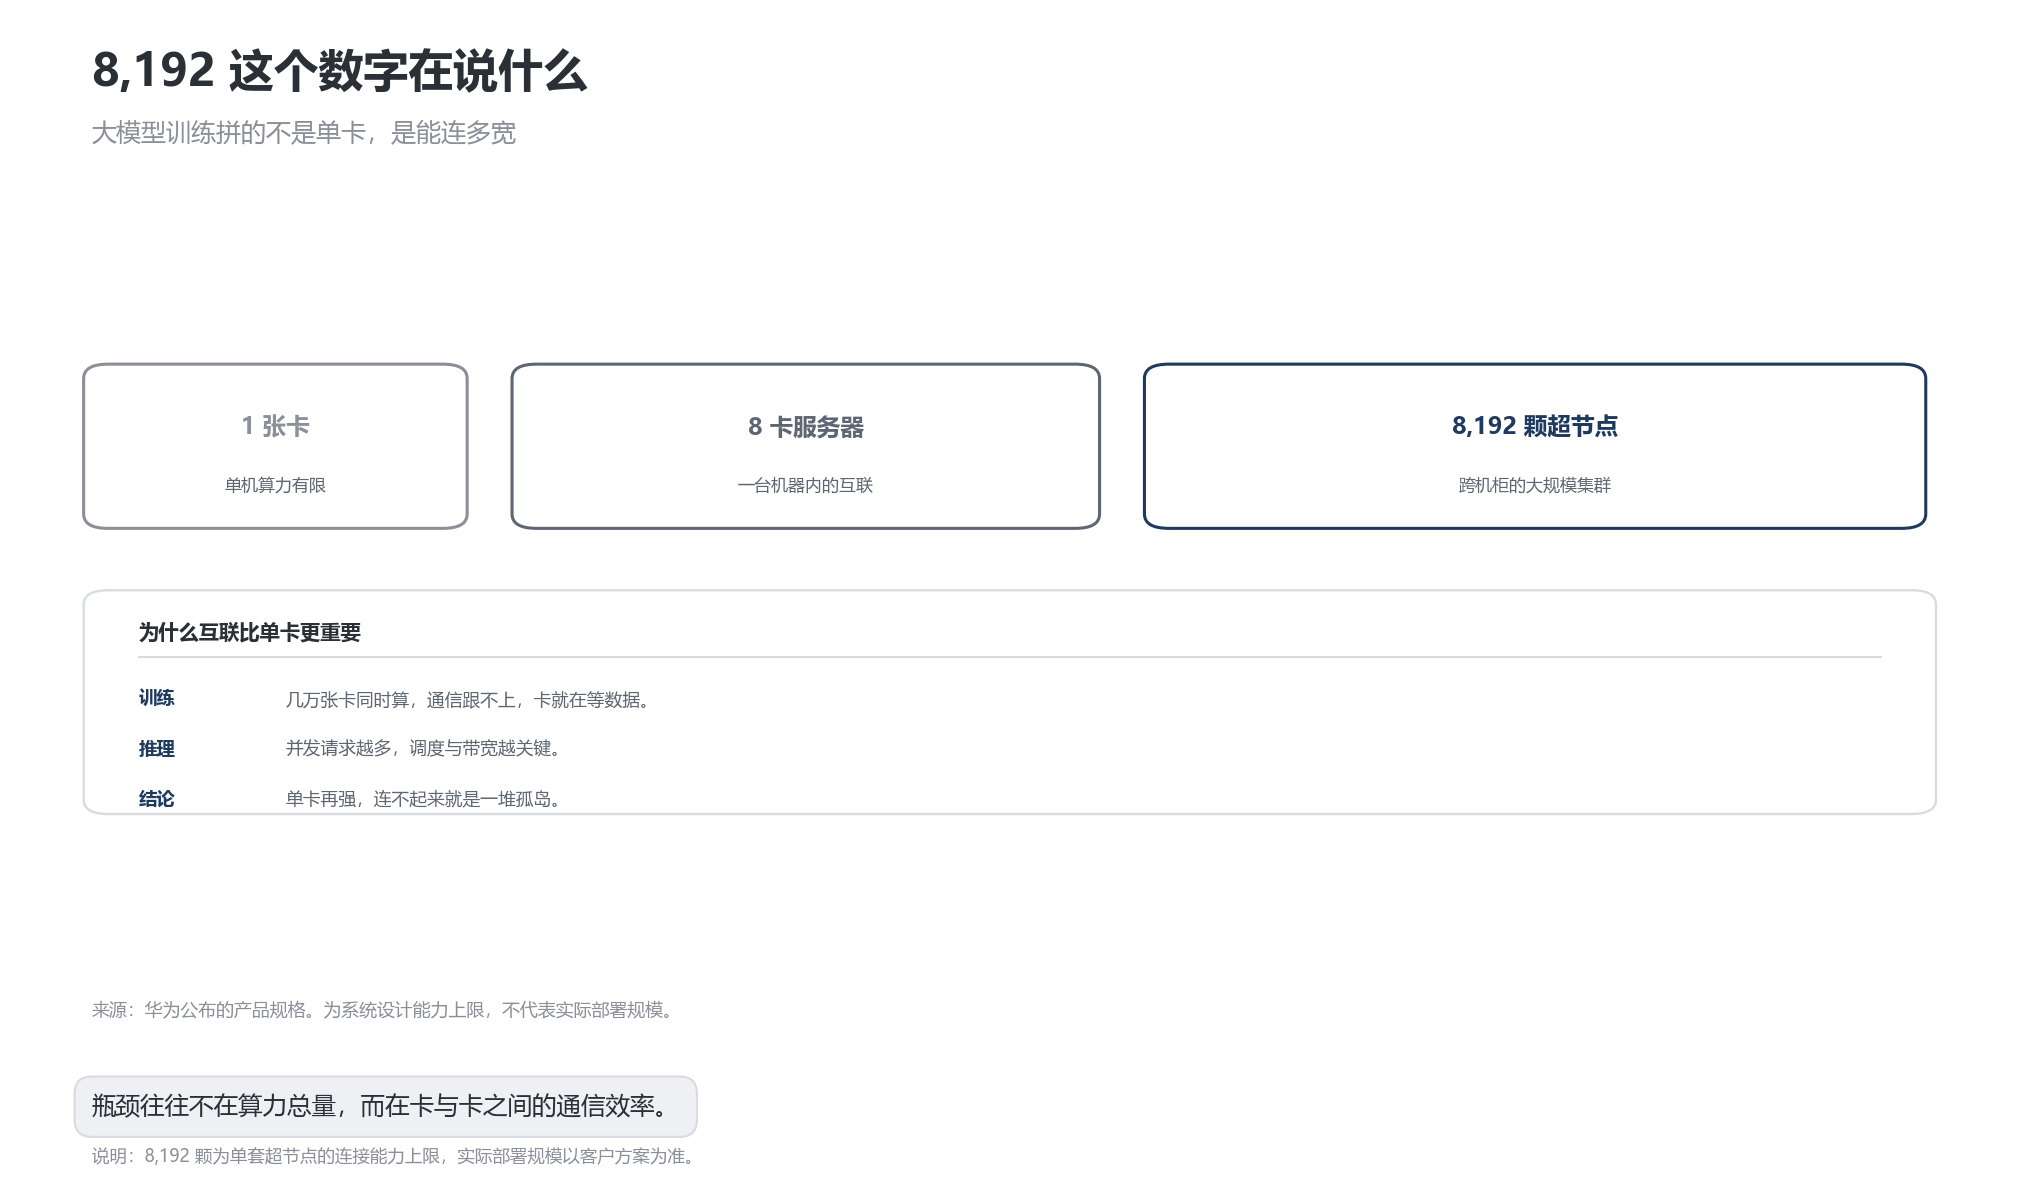 8,192 这个数字在说什么
大模型训练拼的不是单卡，是能连多宽
1 张卡
单机算力有限
8 卡服务器
一台机器内的互联
8,192 颗超节点
跨机柜的大规模集群
为什么互联比单卡更重要
训练 几万张卡同时算，通信跟不上，卡就在等数据。
推理 并发请求越多，调度与带宽越关键。
结论 单卡再强，连不起来就是一堆孤岛。
来源：华为公布的产品规格。为系统设计能力上限，不代表实际部署规模。
瓶颈往往不在算力总量，而在卡与卡之间的通信效率。
说明：8,192 颗为单套超节点的连接能力上限，实际部署规模以客户方案为准。